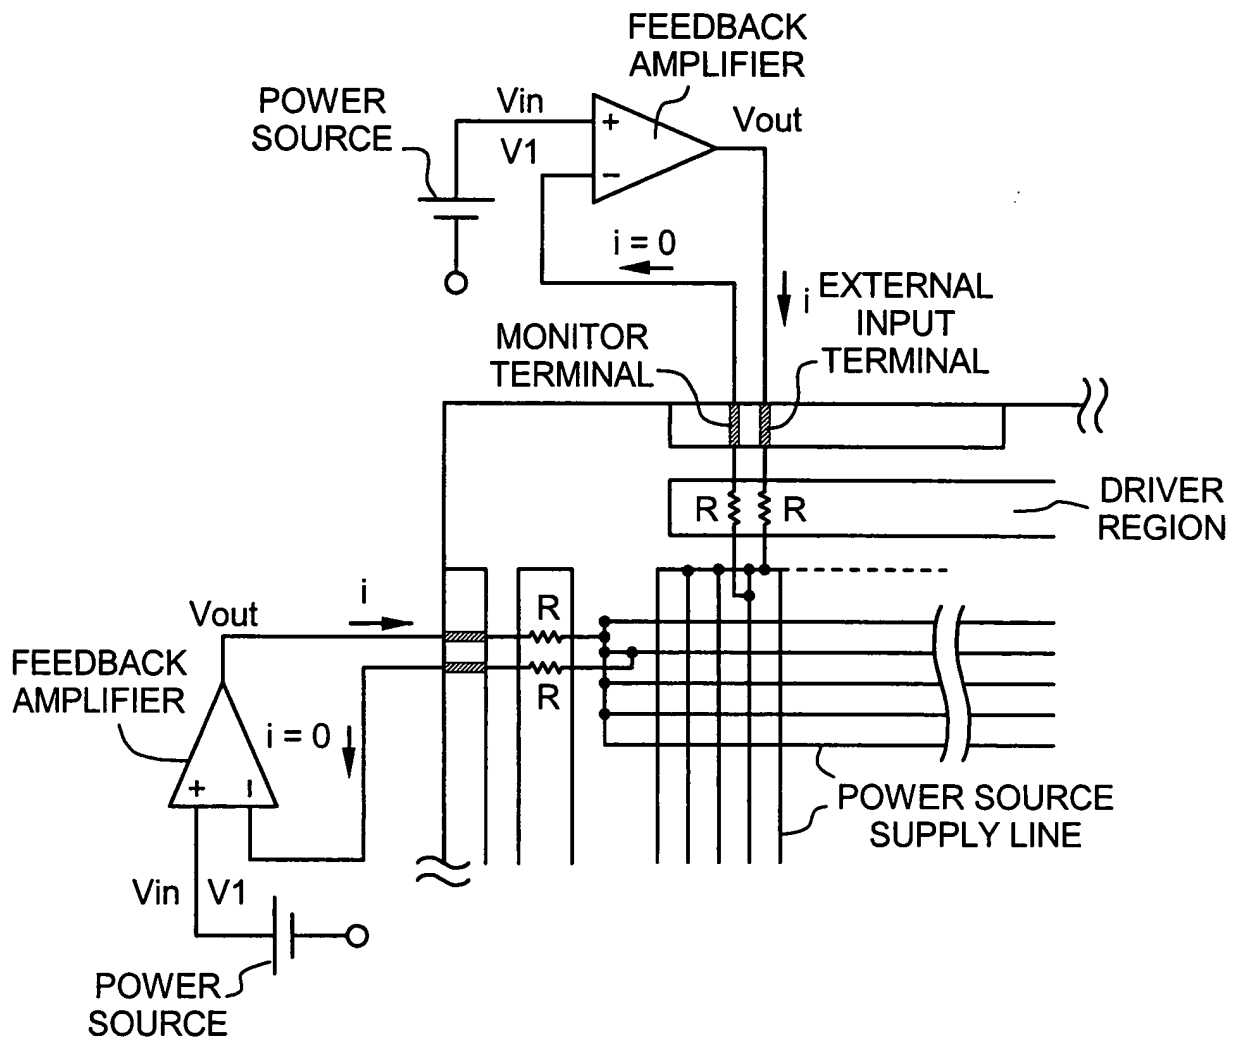 FEEDBACK
AMPLIFIER
POWER
SOURCE
Vin
V1
+
−
Vout
i = 0
i
EXTERNAL
INPUT
TERMINAL
MONITOR
TERMINAL
R
R
DRIVER
REGION
i
Vout
R
R
FEEDBACK
AMPLIFIER
i = 0
+
−
POWER SOURCE
SUPPLY LINE
Vin
V1
POWER
SOURCE